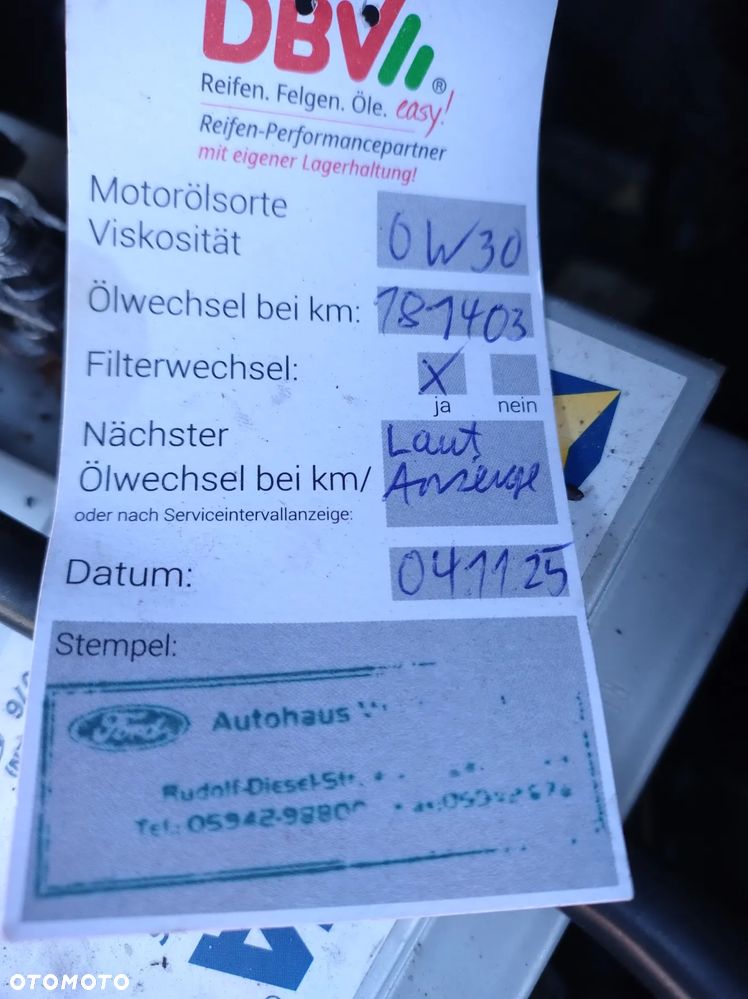 DBV ®
Reifen. Felgen. Öle. easy!
Reifen-Performancepartner
mit eigener Lagerhaltung!
Motorölsorte
Viskosität 0W30
Ölwechsel bei km: 181403
Filterwechsel: X
ja nein
Nächster Laut
Ölwechsel bei km/ Anzeige
oder nach Serviceintervallanzeige:
Datum: 04.11.25
Stempel:
Ford Autohaus
Rudolf-Diesel-Str.
Tel.: 05942-9880
OTOMOTO